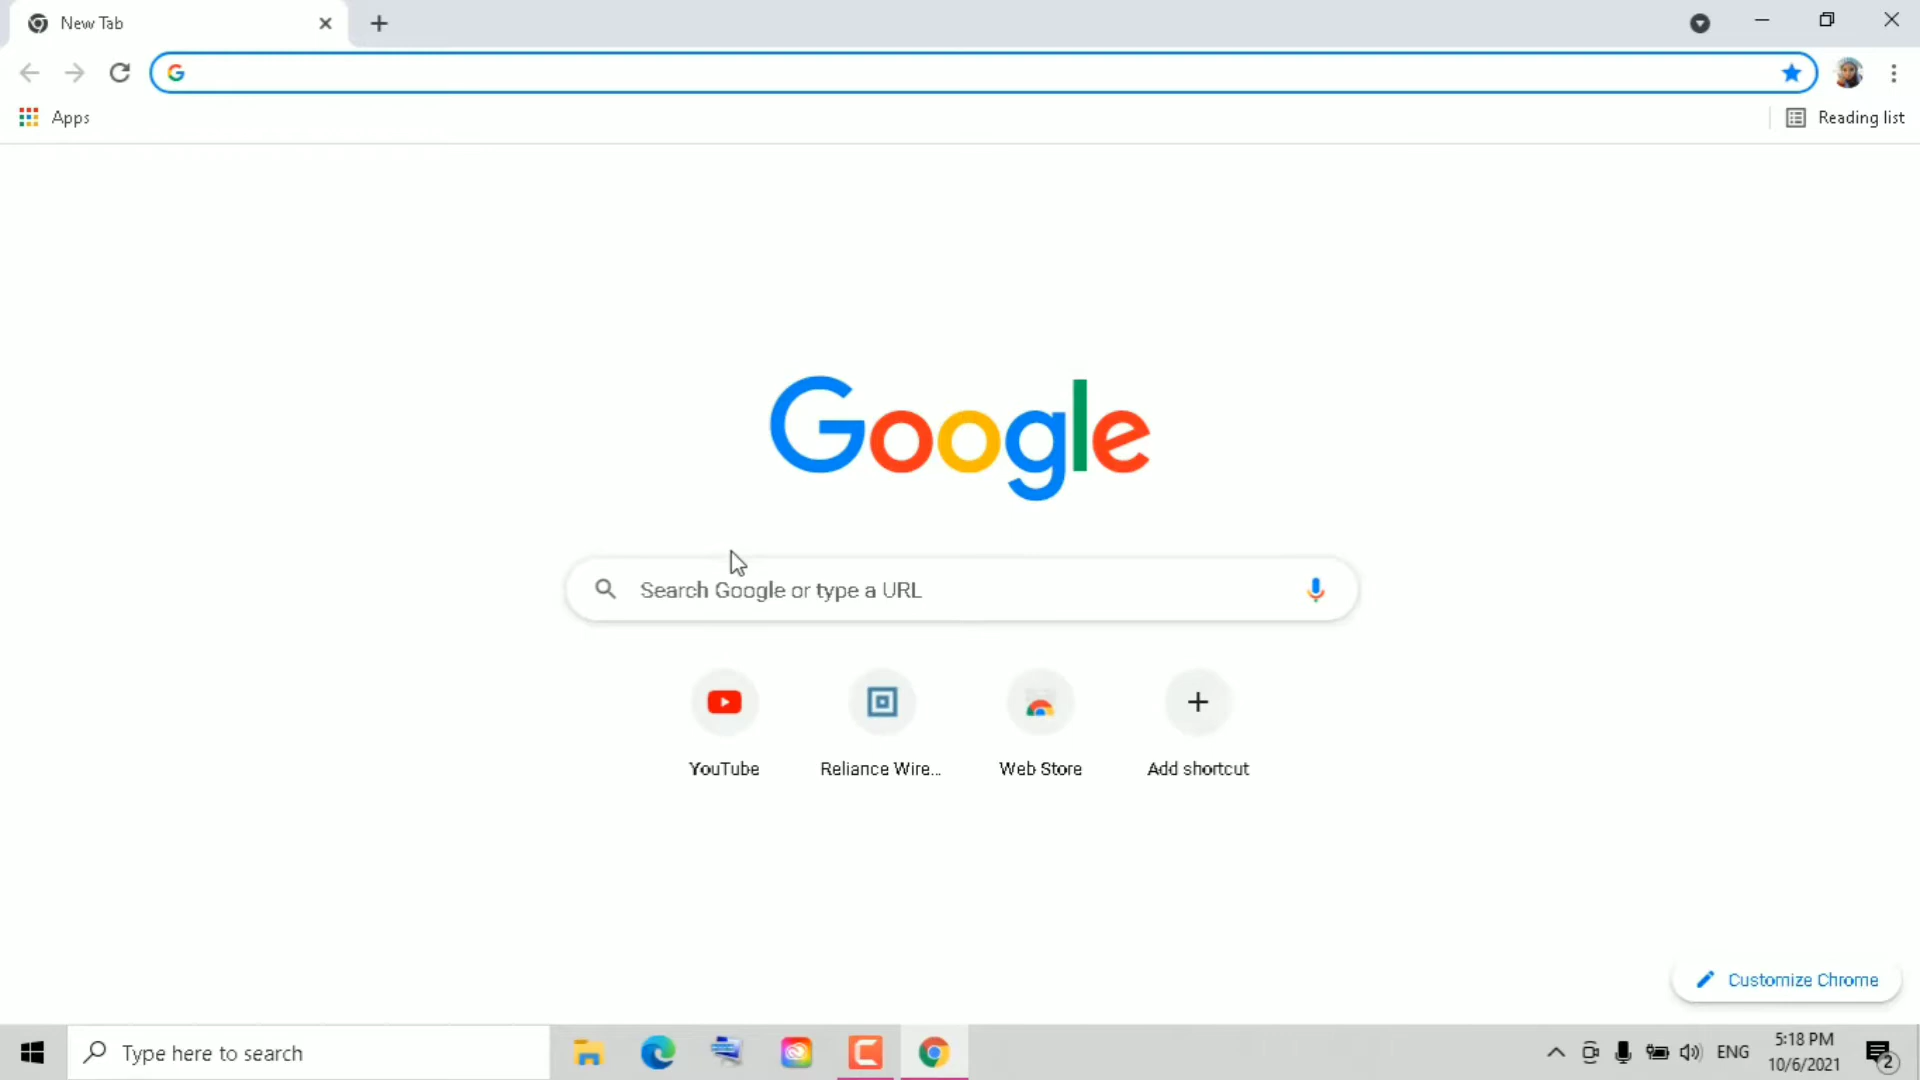 New Tab
Apps
Reading list
Google
Search Google or type a URL
YouTube
Reliance Wire...
Web Store
Add shortcut
Customize Chrome
Type here to search
ENG
5:18 PM
10/6/2021
2